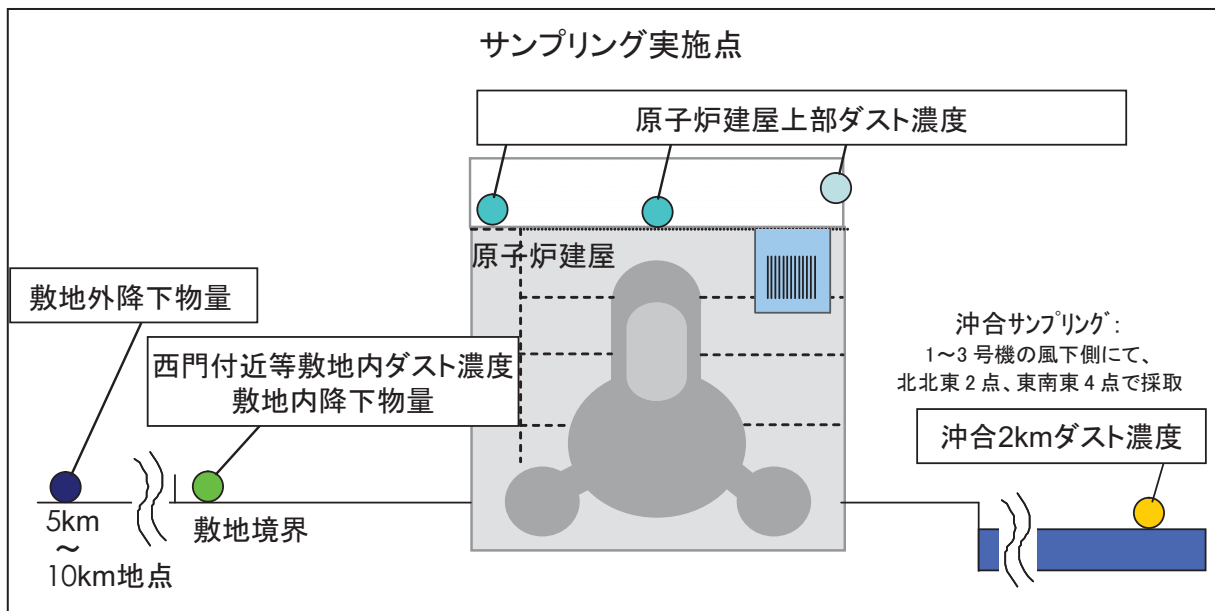 サンプリング実施点
原子炉建屋上部ダスト濃度
原子炉建屋
敷地外降下物量
西門付近等敷地内ダスト濃度
敷地内降下物量
沖合サンプリング:
1~3号機の風下側にて、
北北東2点、東南東4点で採取
沖合2kmダスト濃度
5km
~
10km地点
敷地境界